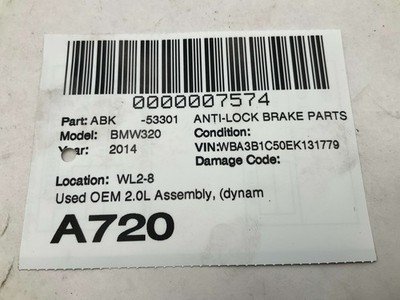 0000007574
Part: ABK -53301 ANTI-LOCK BRAKE PARTS
Model: BMW320 Condition:
Year: 2014 VIN:WBA3B1C50EK131779
Damage Code:
Location: WL2-8
Used OEM 2.0L Assembly, (dynam
A720